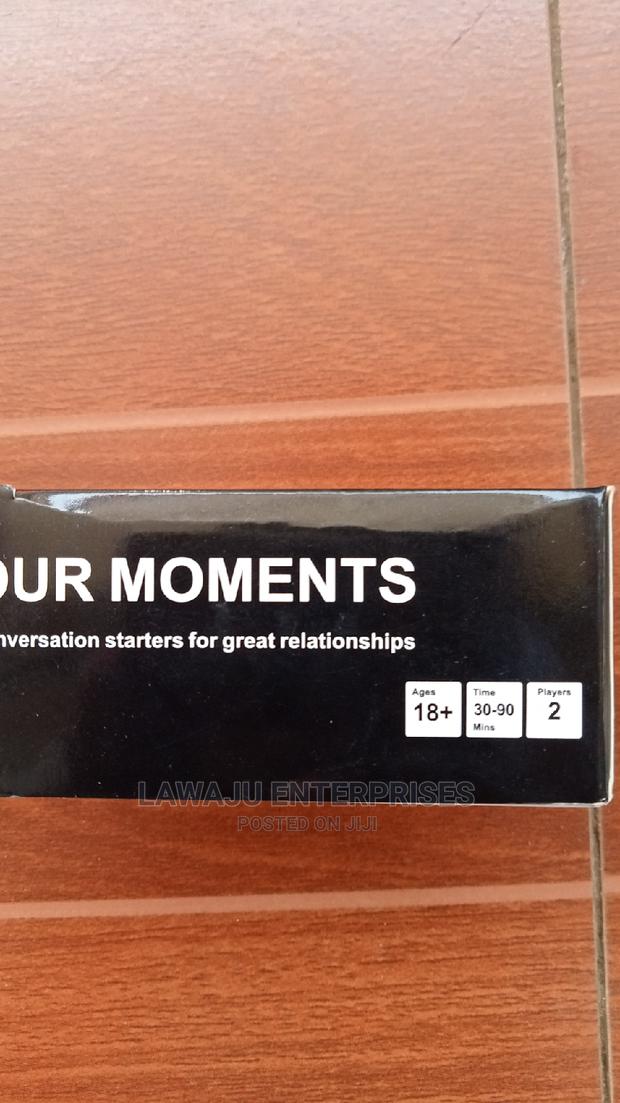 OUR MOMENTS
nversation starters for great relationships
Ages
18+
Time
30-90
Mins
Players
2
LAWAJU ENTERPRISES
POSTED ON JIJI